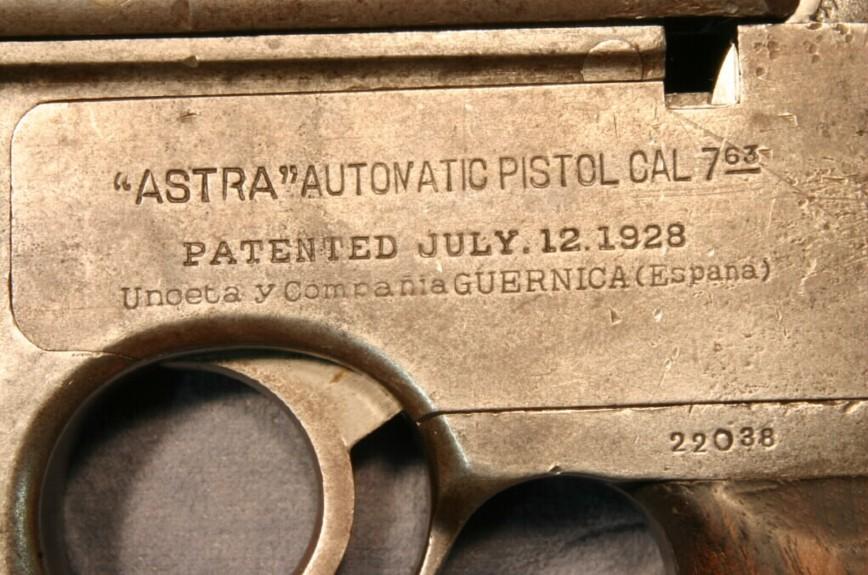 “ASTRA” AUTOMATIC PISTOL CAL 7 63
PATENTED JULY. 12. 1928
Unceta y Compañia GUERNICA (España)
22038